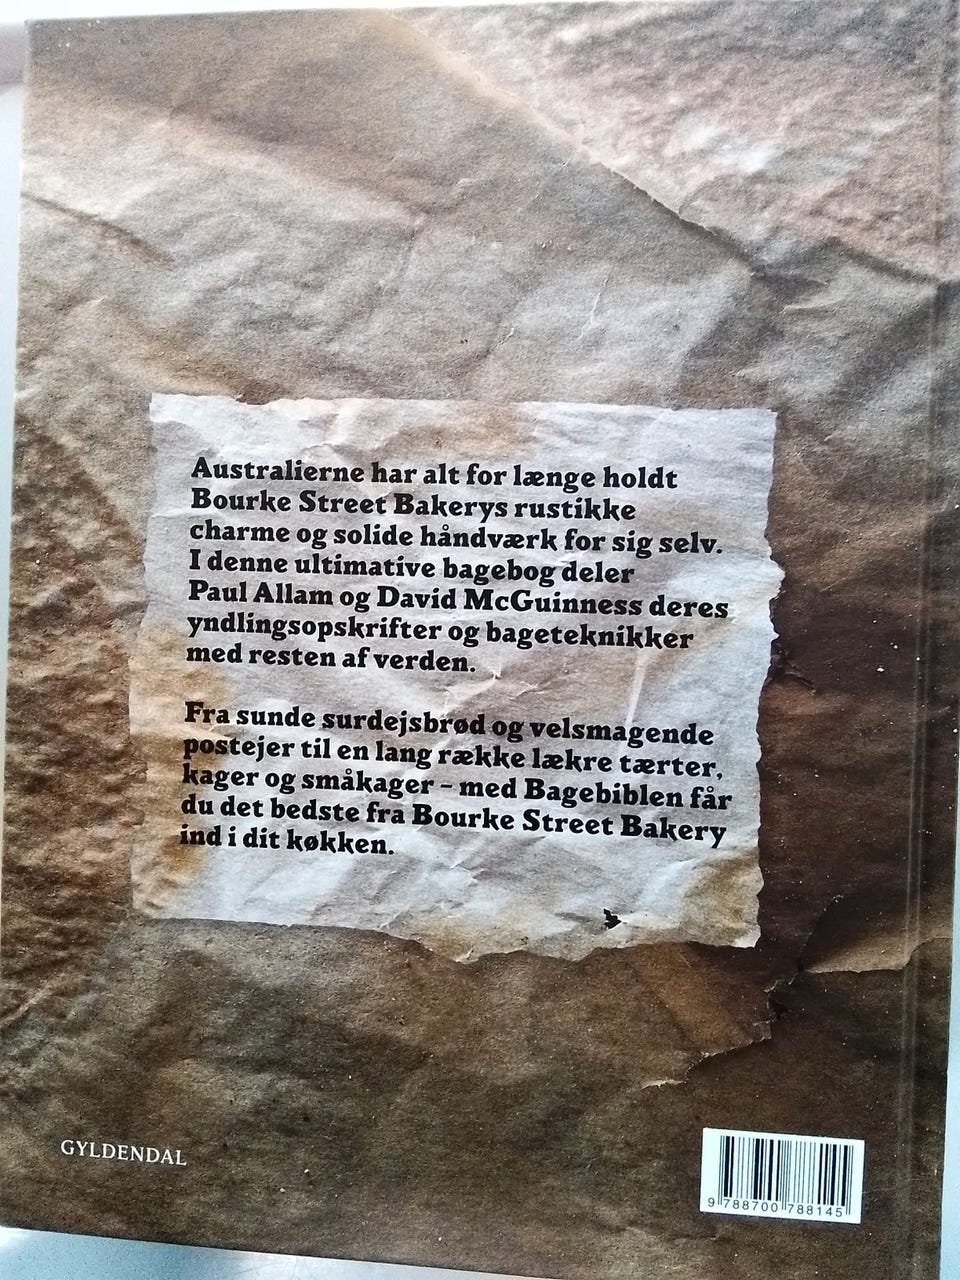 Australierne har alt for længe holdt
Bourke Street Bakerys rustikke
charme og solide håndværk for sig selv.
I denne ultimative bagebog deler
Paul Allam og David McGuinness deres
yndlingsopskrifter og bageteknikker
med resten af verden.
Fra sunde surdejsbrød og velsmagende
postejer til en lang række lækre tærter,
kager og småkager – med Bagebiblen får
du det bedste fra Bourke Street Bakery
ind i dit køkken.
GYLDENDAL
9 788700 788145